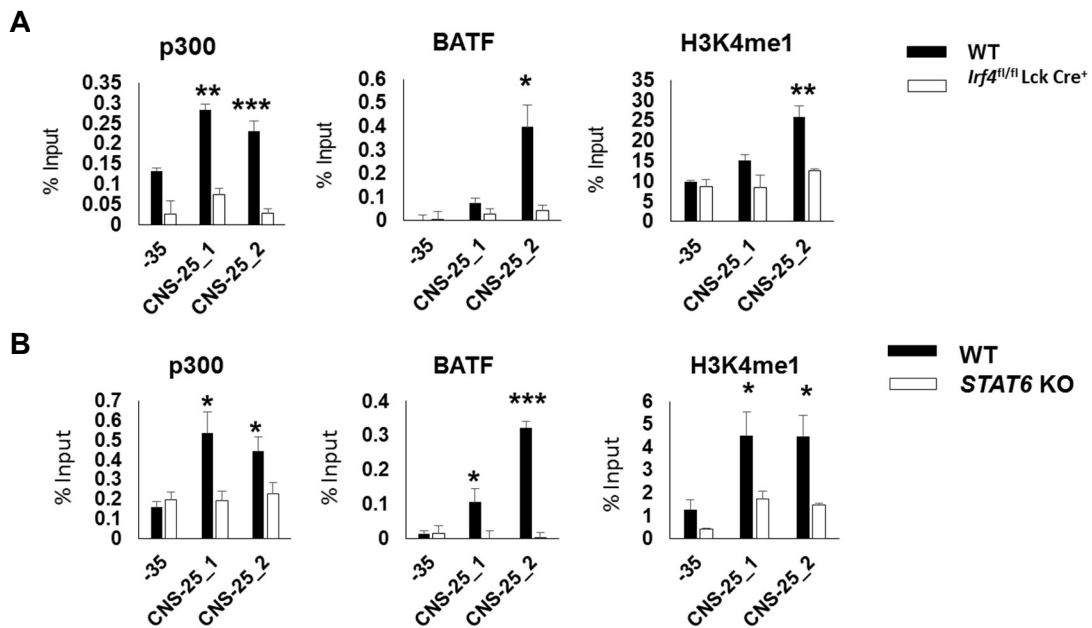 A
p300
BATF
H3K4me1
WT
Irf4fl/fl Lck Cre+
% Input
0.35
0.3
0.25
0.2
0.15
0.1
0.05
0
**
***
-35
CNS-25_1
CNS-25_2
% Input
0.6
0.5
0.4
0.3
0.2
0.1
0
*
-35
CNS-25_1
CNS-25_2
% Input
35
30
25
20
15
10
5
0
**
-35
CNS-25_1
CNS-25_2
B
p300
BATF
H3K4me1
WT
STAT6 KO
% Input
0.7
0.6
0.5
0.4
0.3
0.2
0.1
0
*
*
-35
CNS-25_1
CNS-25_2
% Input
0.4
0.3
0.2
0.1
0
*
***
-35
CNS-25_1
CNS-25_2
% Input
6
5
4
3
2
1
0
*
*
-35
CNS-25_1
CNS-25_2